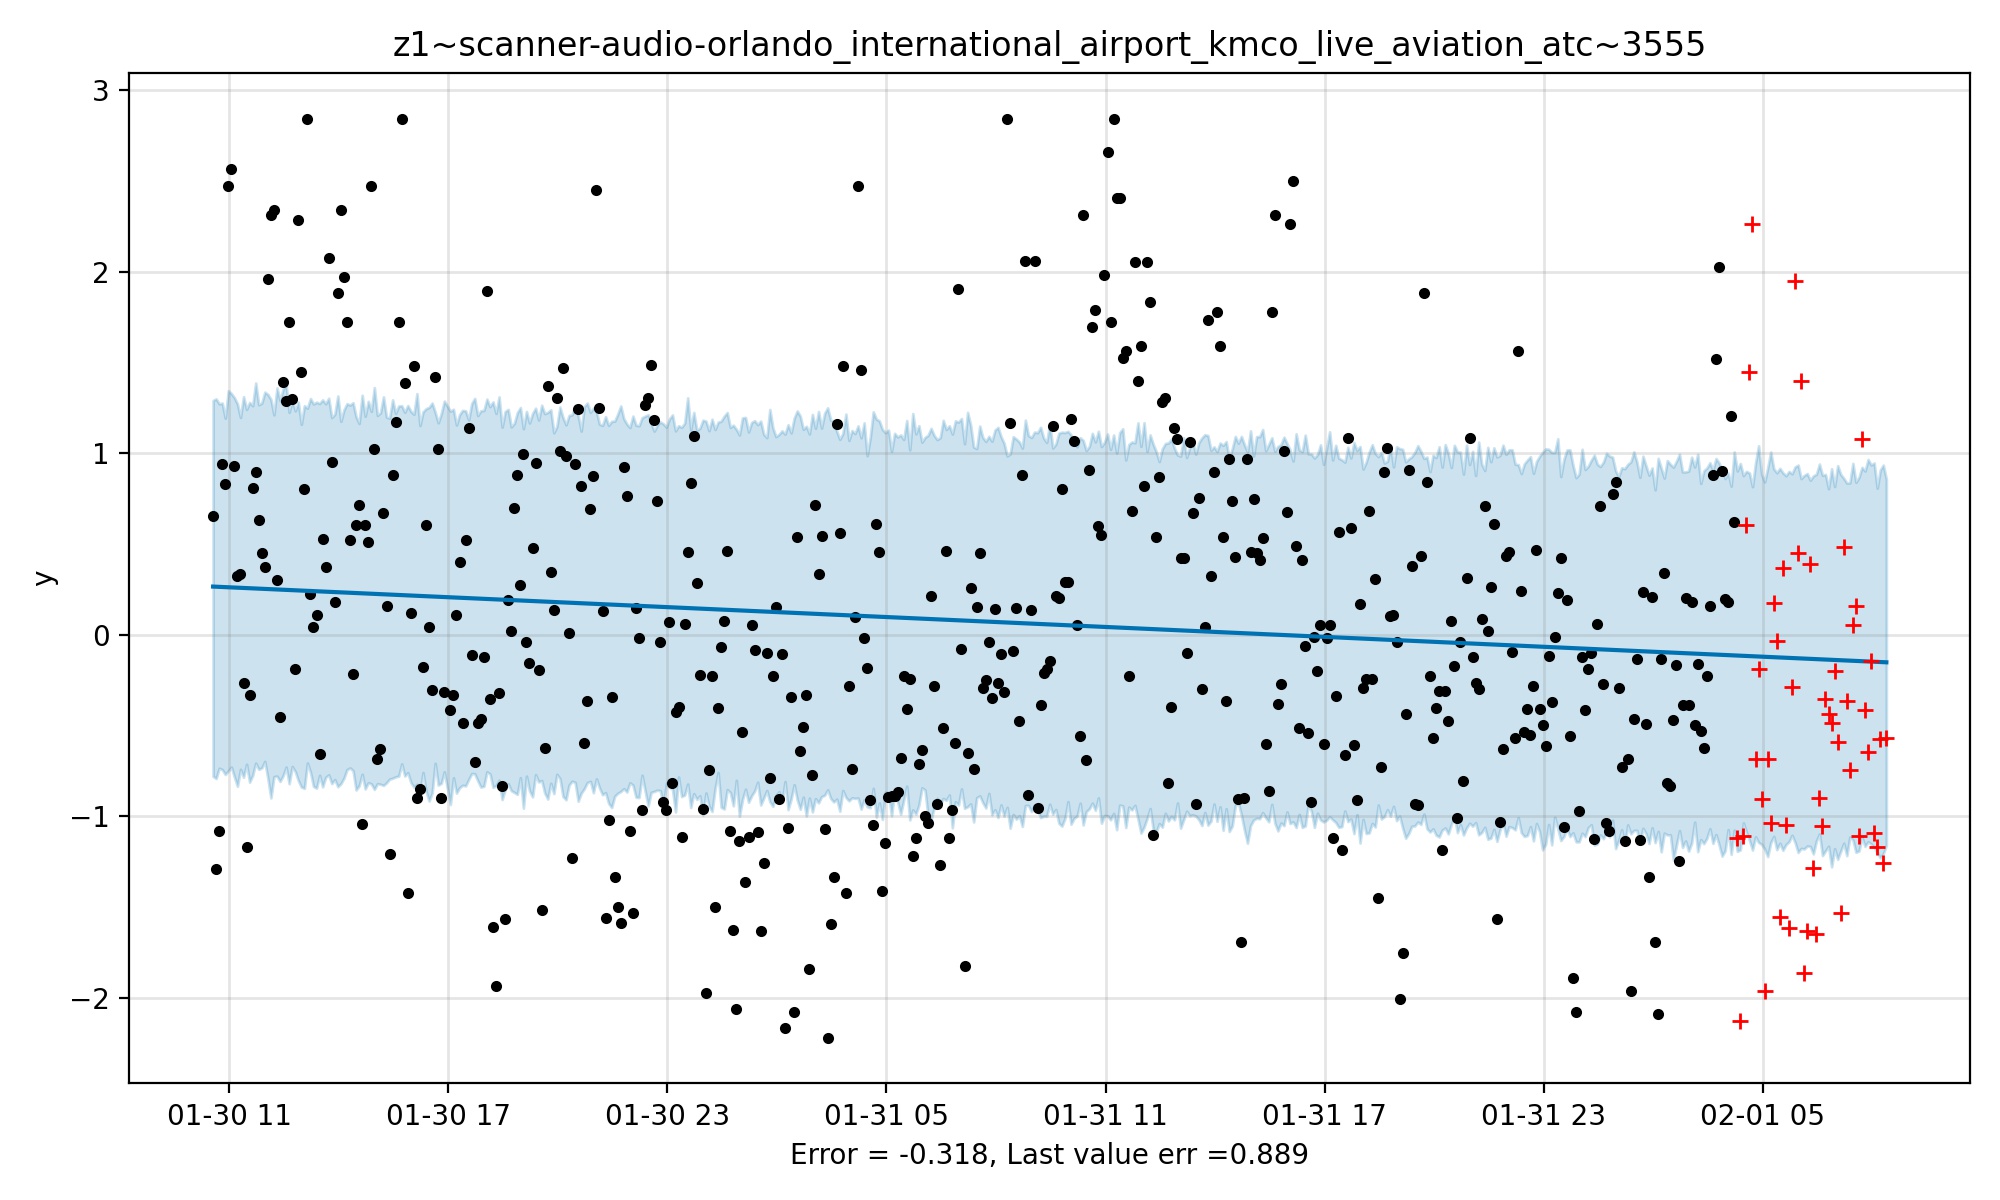 z1~scanner-audio-orlando_international_airport_kmco_live_aviation_atc~3555
3
2
1
0
−1
−2
y
01-30 11 01-30 17 01-30 23 01-31 05 01-31 11 01-31 17 01-31 23 02-01 05
Error = -0.318, Last value err =0.889